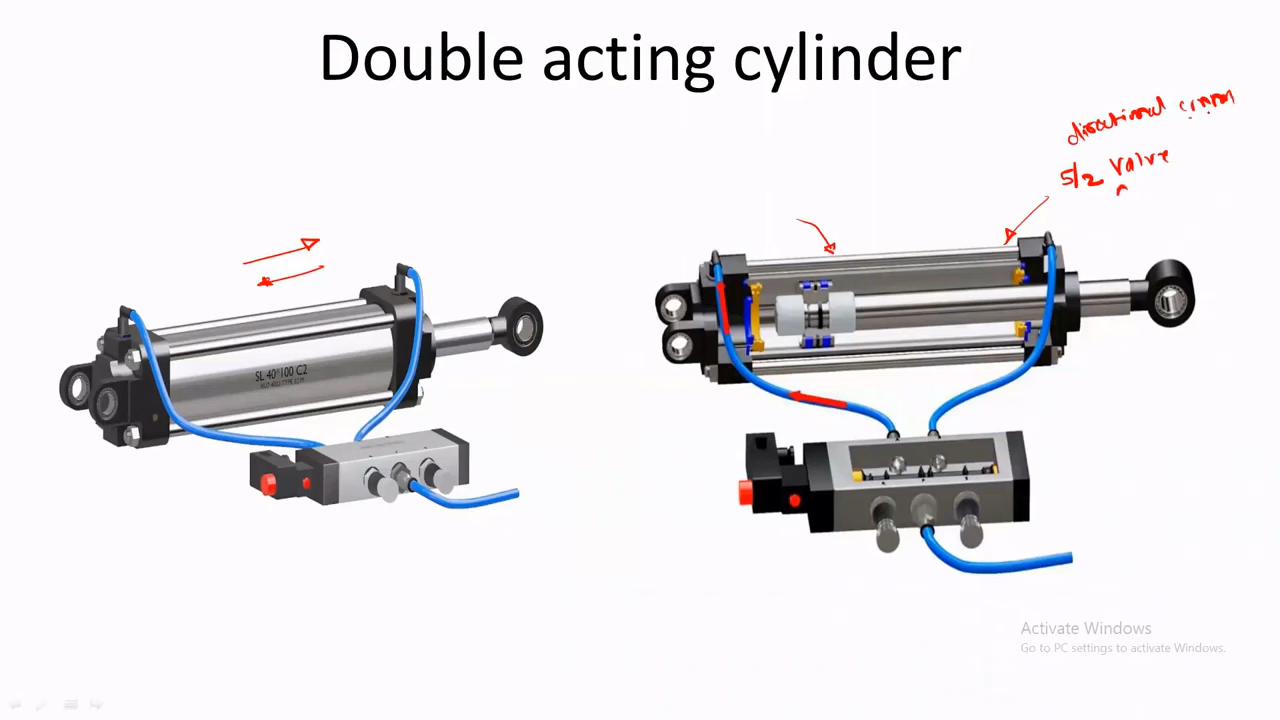 Double acting cylinder
directional
5/2 valve
SL 40*100 C2
Activate Windows
Go to PC settings to activate Windows.